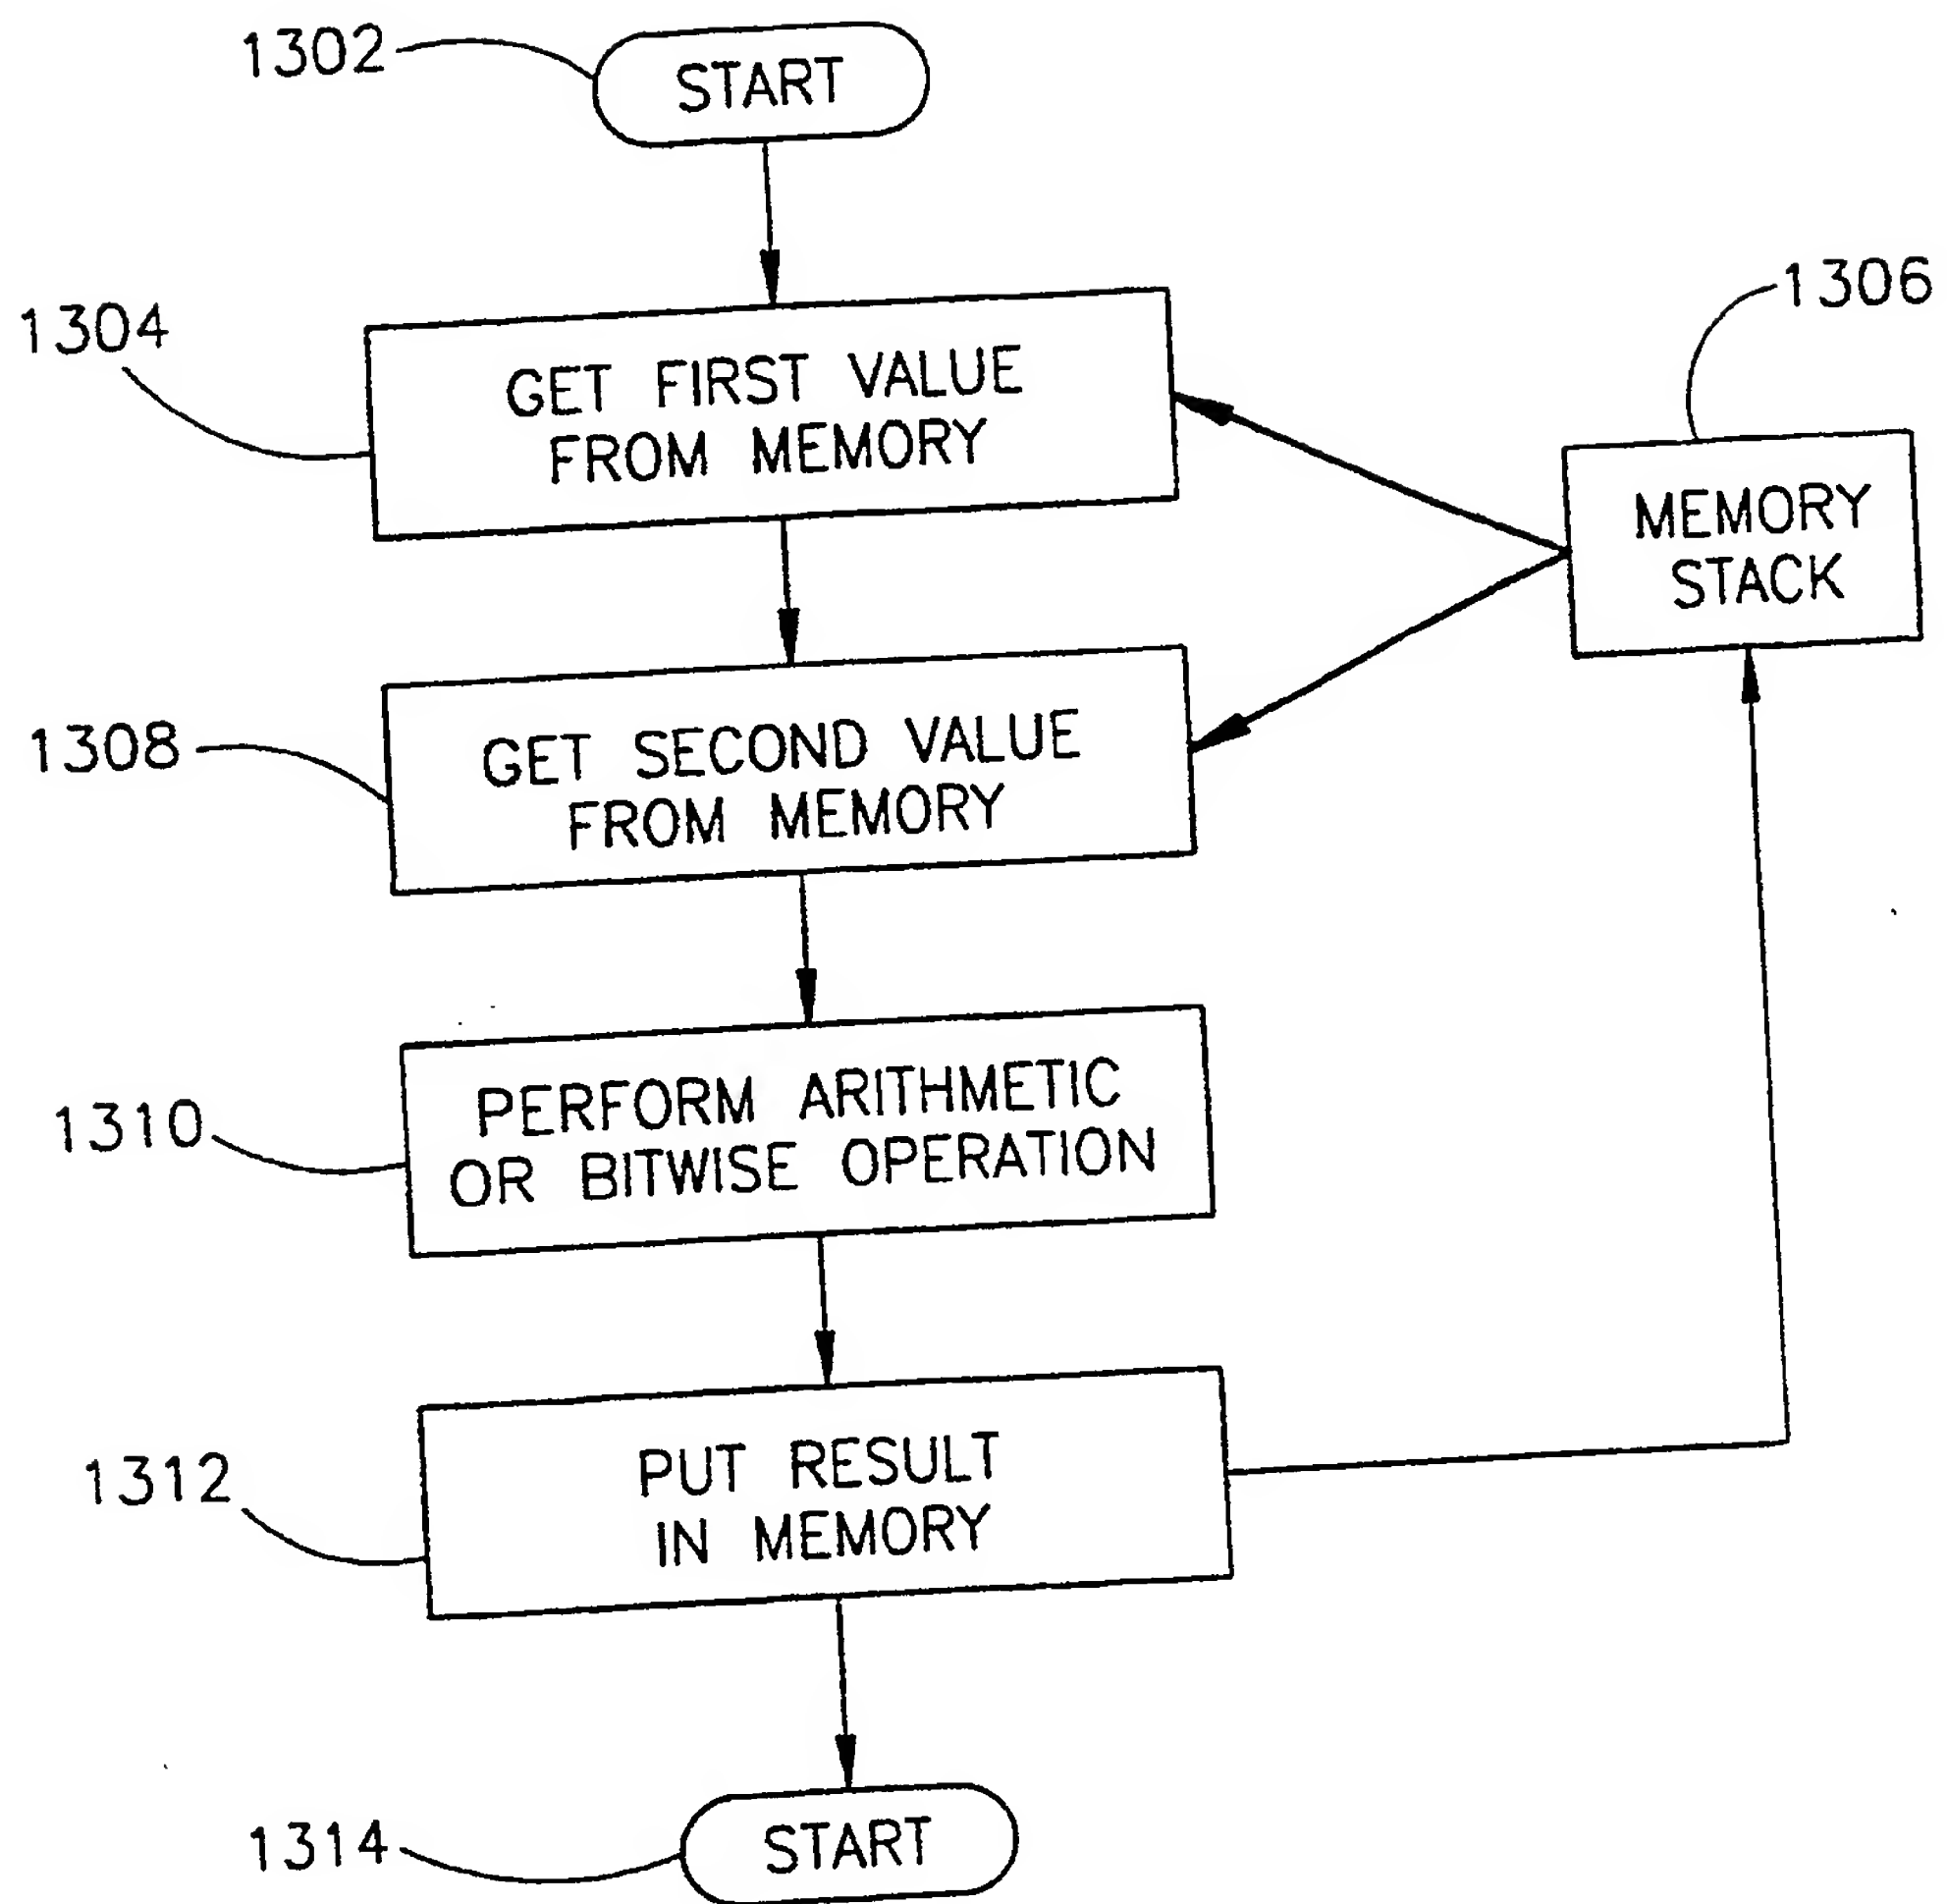 1302
START
1304
GET FIRST VALUE
FROM MEMORY
1306
MEMORY
STACK
1308
GET SECOND VALUE
FROM MEMORY
1310
PERFORM ARITHMETIC
OR BITWISE OPERATION
1312
PUT RESULT
IN MEMORY
1314
START